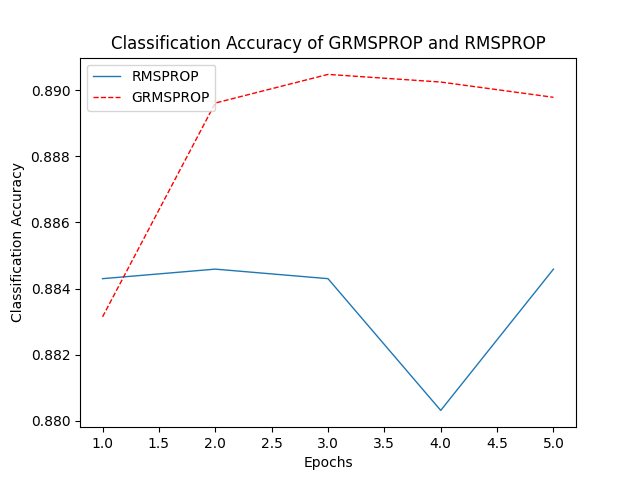 Classification Accuracy of GRMSPROP and RMSPROP
RMSPROP
GRMSPROP
Classification Accuracy
0.890
0.888
0.886
0.884
0.882
0.880
1.0 1.5 2.0 2.5 3.0 3.5 4.0 4.5 5.0
Epochs